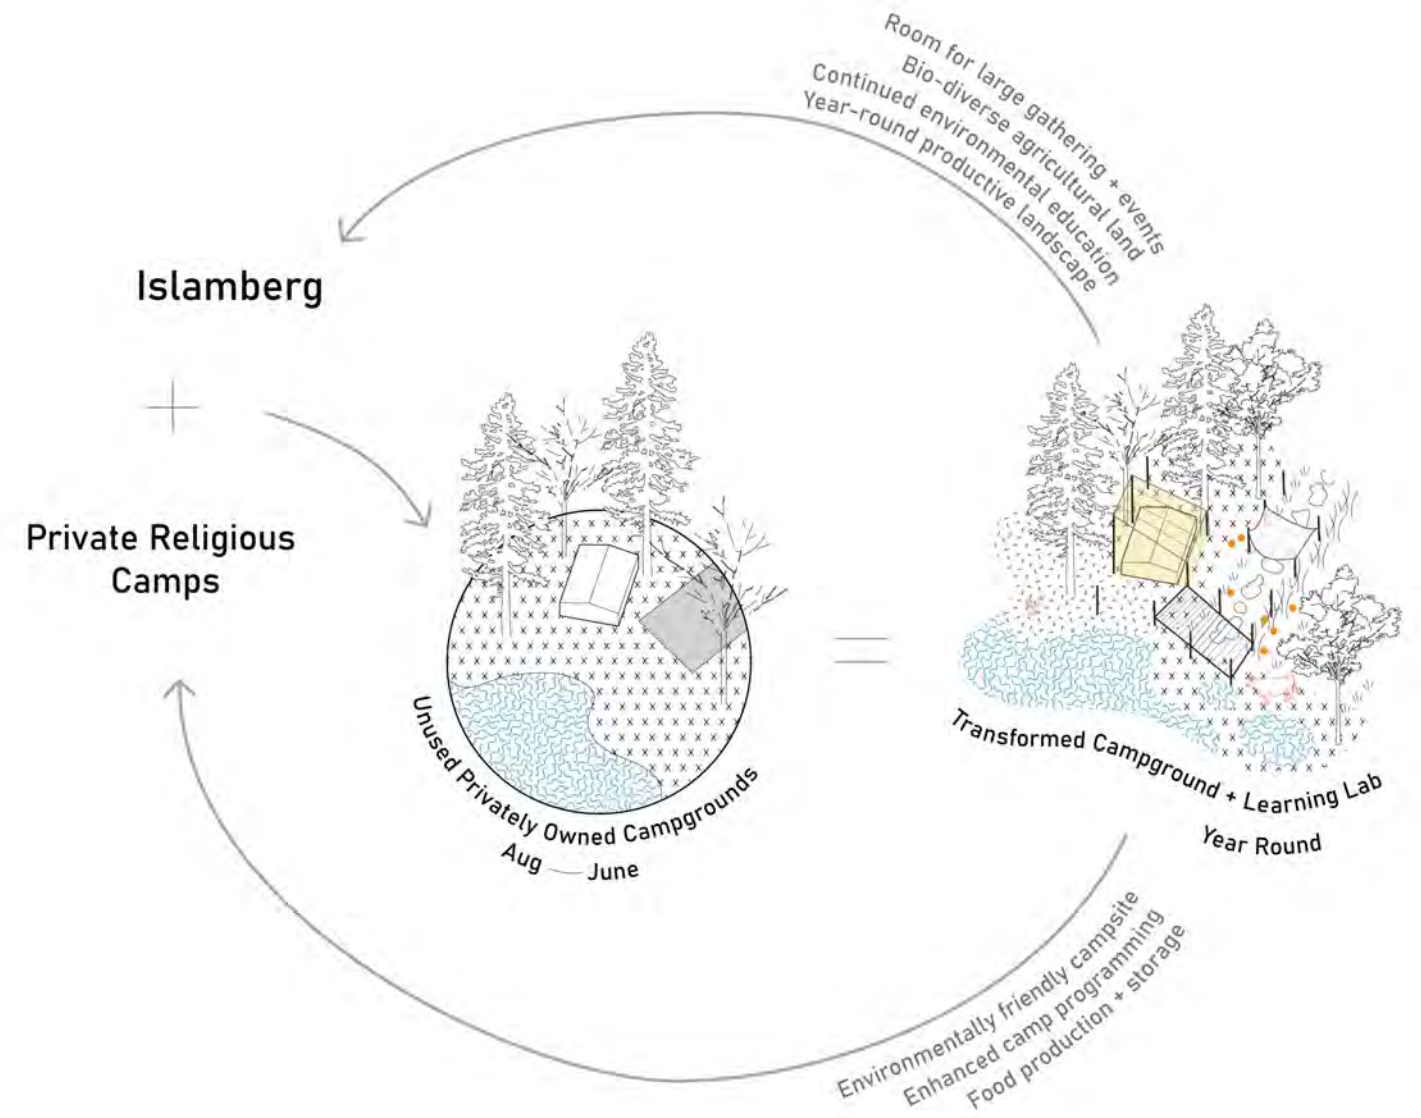 Room for large gathering + events
Bio-diverse agricultural land
Continued environmental education
Year-round productive landscape
Islamberg
+
Private Religious
Camps
=
Unused Privately Owned Campgrounds
Aug — June
Transformed Campground + Learning Lab
Year Round
Environmentally friendly campsite
Enhanced camp programming
Food production + storage